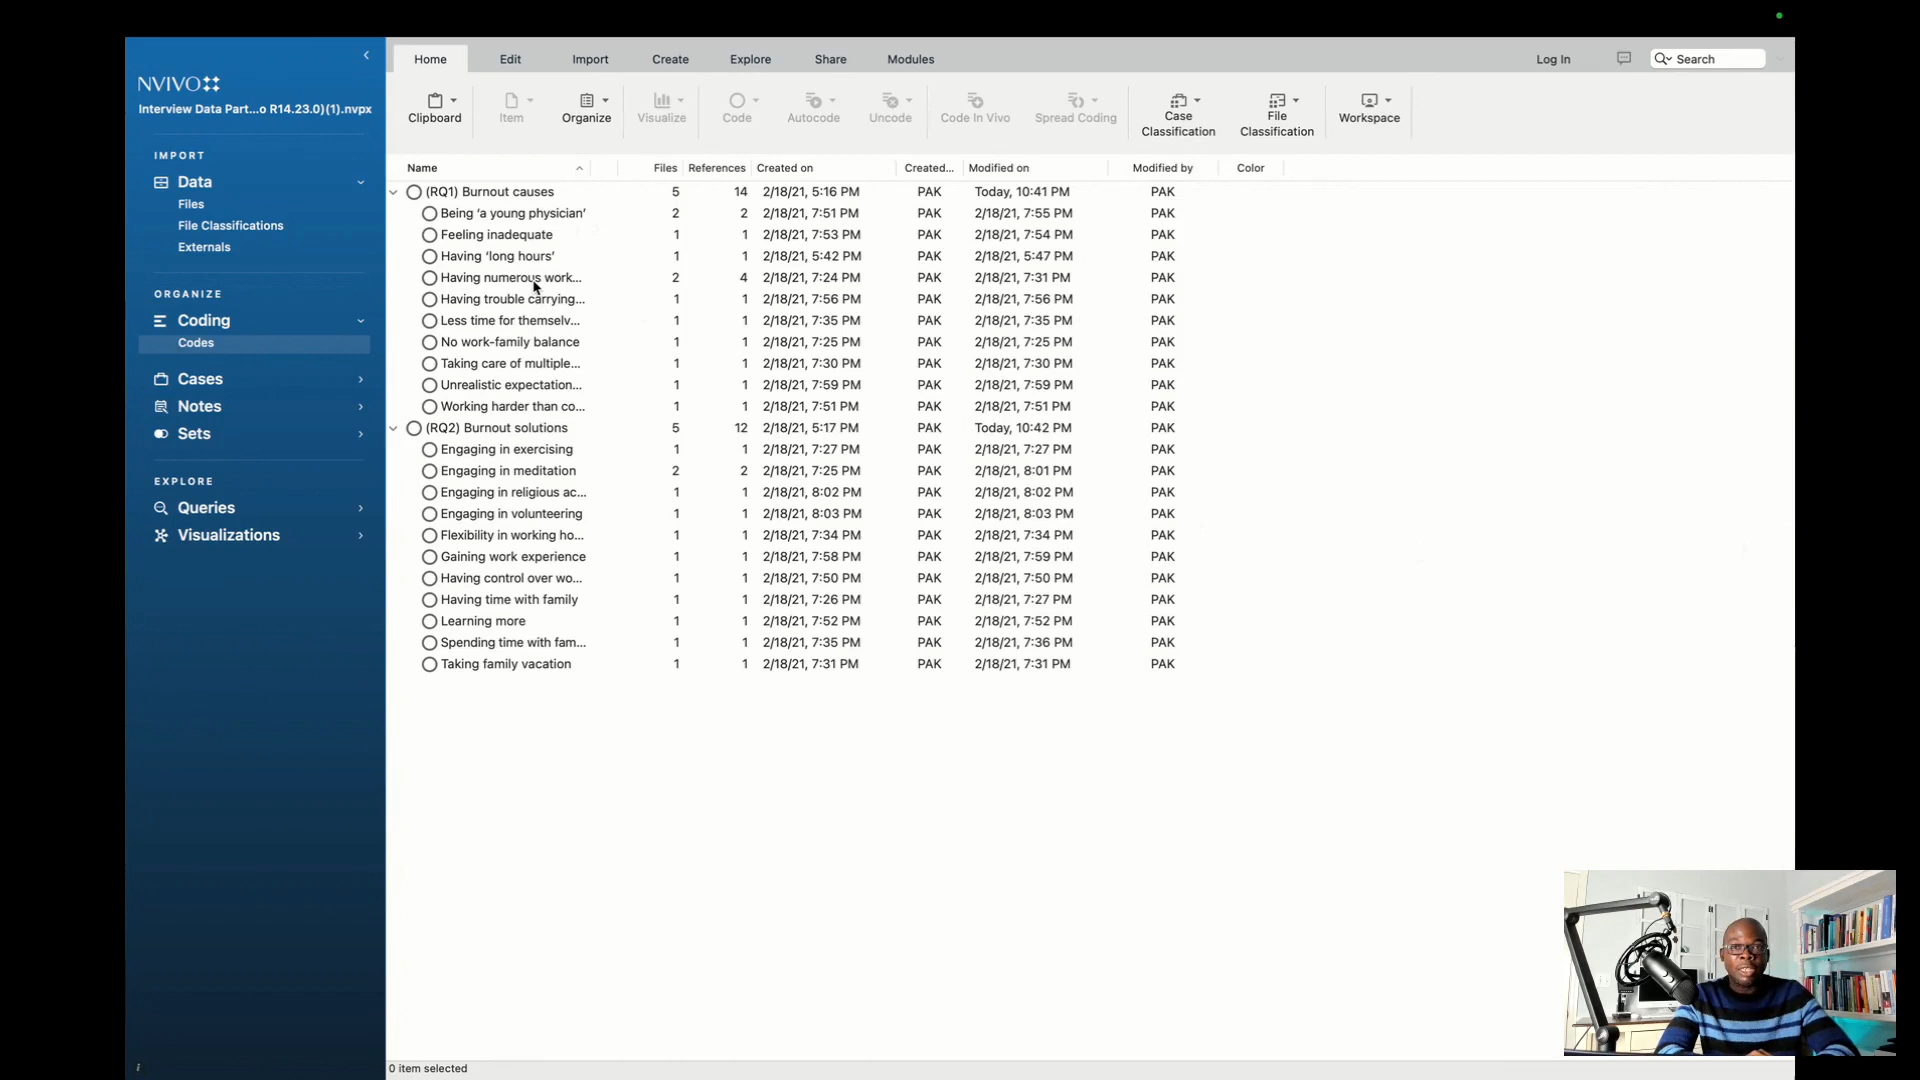 Home Edit Import Create Explore Share Modules Log In Search
NVIVO
Interview Data Part...o R14.23.0)(1).nvpx
Clipboard Item Organize Visualize Code Autocode Uncode Code In Vivo Spread Coding Case Classification File Classification Workspace
IMPORT
Data
Files
File Classifications
Externals
ORGANIZE
Coding
Codes
Cases
Notes
Sets
EXPLORE
Queries
Visualizations
Name Files References Created on Created... Modified on Modified by Color
(RQ1) Burnout causes 5 14 2/18/21, 5:16 PM PAK Today, 10:41 PM PAK
Being ‘a young physician’ 2 2 2/18/21, 7:51 PM PAK 2/18/21, 7:55 PM PAK
Feeling inadequate 1 1 2/18/21, 7:53 PM PAK 2/18/21, 7:54 PM PAK
Having ‘long hours’ 1 1 2/18/21, 5:42 PM PAK 2/18/21, 5:47 PM PAK
Having numerous work... 2 4 2/18/21, 7:24 PM PAK 2/18/21, 7:31 PM PAK
Having trouble carrying... 1 1 2/18/21, 7:56 PM PAK 2/18/21, 7:56 PM PAK
Less time for themselv... 1 1 2/18/21, 7:35 PM PAK 2/18/21, 7:35 PM PAK
No work-family balance 1 1 2/18/21, 7:25 PM PAK 2/18/21, 7:25 PM PAK
Taking care of multiple... 1 1 2/18/21, 7:30 PM PAK 2/18/21, 7:30 PM PAK
Unrealistic expectation... 1 1 2/18/21, 7:59 PM PAK 2/18/21, 7:59 PM PAK
Working harder than co... 1 1 2/18/21, 7:51 PM PAK 2/18/21, 7:51 PM PAK
(RQ2) Burnout solutions 5 12 2/18/21, 5:17 PM PAK Today, 10:42 PM PAK
Engaging in exercising 1 1 2/18/21, 7:27 PM PAK 2/18/21, 7:27 PM PAK
Engaging in meditation 2 2 2/18/21, 7:25 PM PAK 2/18/21, 8:01 PM PAK
Engaging in religious ac... 1 1 2/18/21, 8:02 PM PAK 2/18/21, 8:02 PM PAK
Engaging in volunteering 1 1 2/18/21, 8:03 PM PAK 2/18/21, 8:03 PM PAK
Flexibility in working ho... 1 1 2/18/21, 7:34 PM PAK 2/18/21, 7:34 PM PAK
Gaining work experience 1 1 2/18/21, 7:58 PM PAK 2/18/21, 7:59 PM PAK
Having control over wo... 1 1 2/18/21, 7:50 PM PAK 2/18/21, 7:50 PM PAK
Having time with family 1 1 2/18/21, 7:26 PM PAK 2/18/21, 7:27 PM PAK
Learning more 1 1 2/18/21, 7:52 PM PAK 2/18/21, 7:52 PM PAK
Spending time with fam... 1 1 2/18/21, 7:35 PM PAK 2/18/21, 7:36 PM PAK
Taking family vacation 1 1 2/18/21, 7:31 PM PAK 2/18/21, 7:31 PM PAK
0 item selected